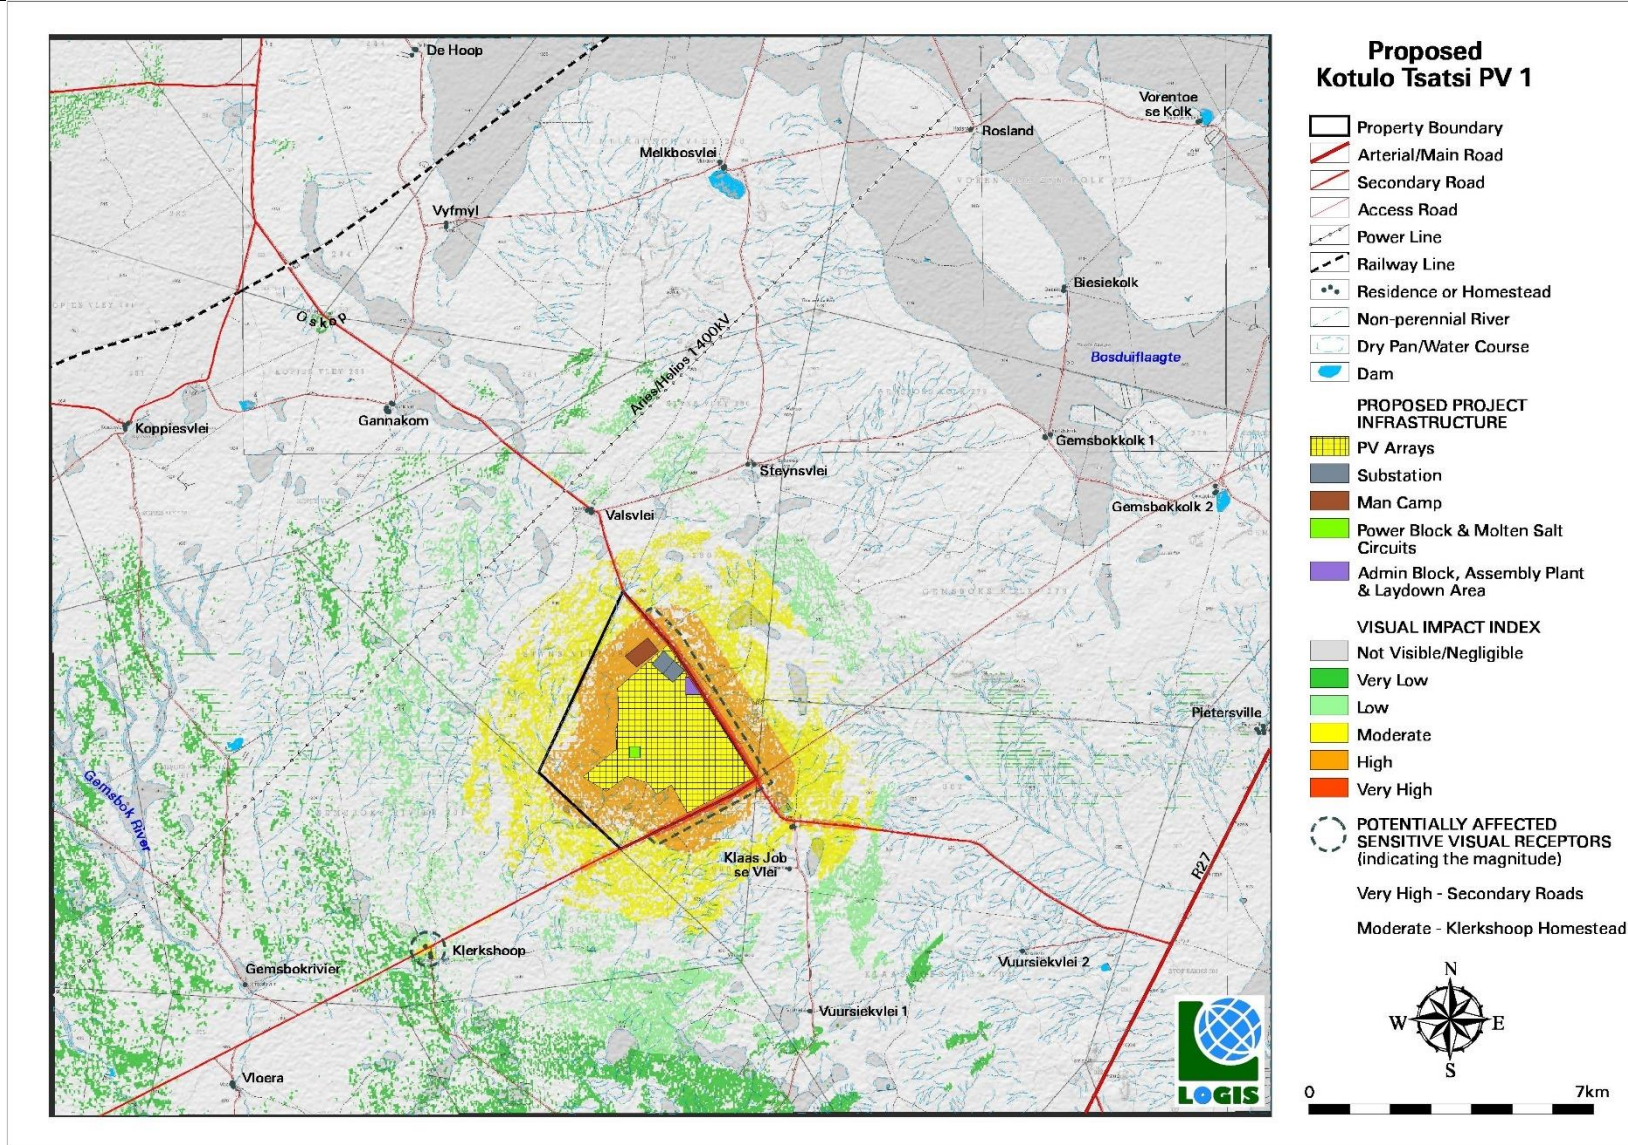 De Hoop
Vorentoe
se Kolk
Rosland
Melkbosvlei
Vyfmyl
Biesiekolk
Oskop
Bosduiflaagte
Aries/Helios 1 400kV
Gannakom
Koppiesvlei
Gemsbokkolk 1
Steynsvlei
Gemsbokkolk 2
Valsvlei
Pietersville
Gemsbok River
Klaas Job
se Vlei
R27
Klerkshoop
Gemsbokrivier
Vuursiekvlei 2
Vuursiekvlei 1
Vloera
LOGIS
Proposed
Kotulo Tsatsi PV 1
Property Boundary
Arterial/Main Road
Secondary Road
Access Road
Power Line
Railway Line
Residence or Homestead
Non-perennial River
Dry Pan/Water Course
Dam
PROPOSED PROJECT
INFRASTRUCTURE
PV Arrays
Substation
Man Camp
Power Block & Molten Salt
Circuits
Admin Block, Assembly Plant
& Laydown Area
VISUAL IMPACT INDEX
Not Visible/Negligible
Very Low
Low
Moderate
High
Very High
POTENTIALLY AFFECTED
SENSITIVE VISUAL RECEPTORS
(indicating the magnitude)
Very High - Secondary Roads
Moderate - Klerkshoop Homestead
N
W E
S
0 7km